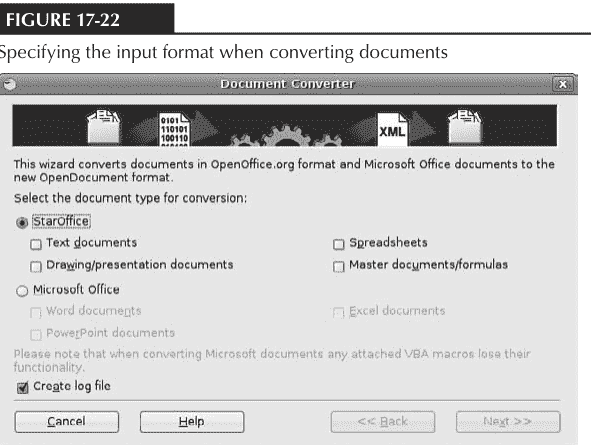 FIGURE 17-22
Specifying the input format when converting documents
Document Converter
0101
110101
100110
XML
This wizard converts documents in OpenOffice.org format and Microsoft Office documents to the
new OpenDocument format.
Select the document type for conversion:
StarOffice
Text documents Spreadsheets
Drawing/presentation documents Master documents/formulas
Microsoft Office
Word documents Excel documents
PowerPoint documents
Please note that when converting Microsoft documents any attached VBA macros lose their
functionality.
Create log file
Cancel Help << Back Next >>